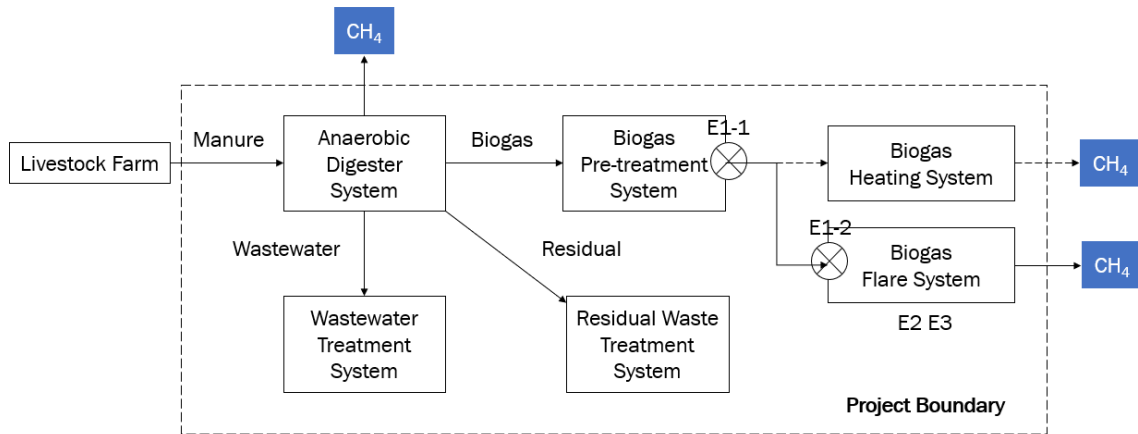 CH₄
Livestock Farm
Manure
Anaerobic
Digester
System
Biogas
Biogas
Pre-treatment
System
E1-1
Biogas
Heating System
CH₄
E1-2
Biogas
Flare System
CH₄
E2 E3
Wastewater
Residual
Wastewater
Treatment
System
Residual Waste
Treatment
System
Project Boundary